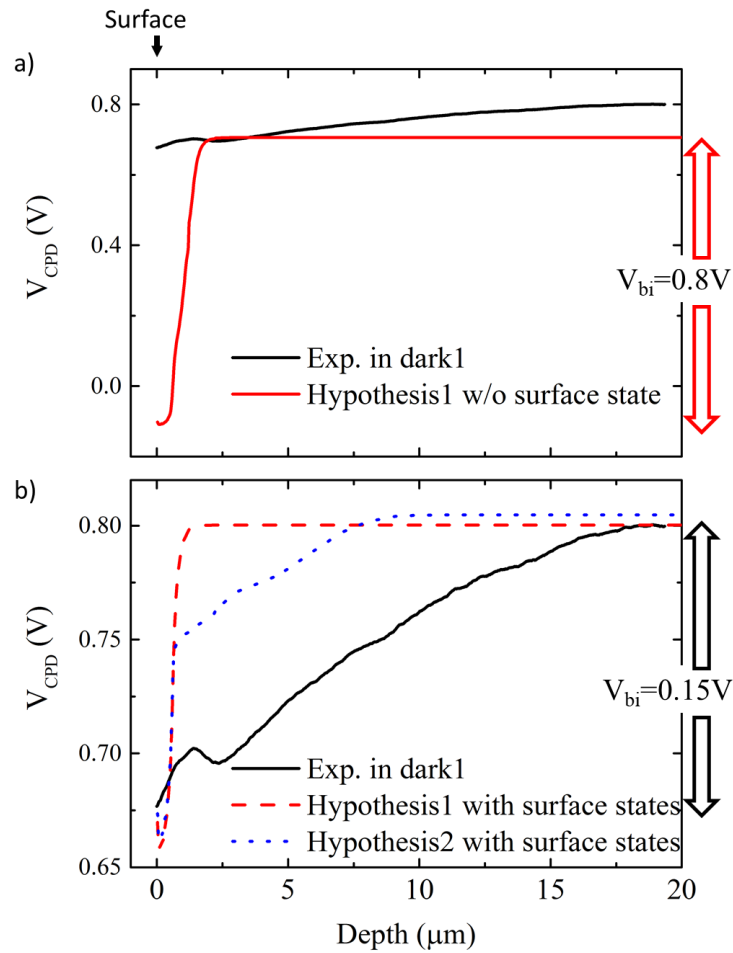 Surface
a)
0.8
0.4
0.0
V_CPD (V)
V_bi=0.8V
Exp. in dark1
Hypothesis1 w/o surface state
b)
0.80
0.75
0.70
0.65
V_CPD (V)
V_bi=0.15V
Exp. in dark1
Hypothesis1 with surface states
Hypothesis2 with surface states
0 5 10 15 20
Depth (μm)